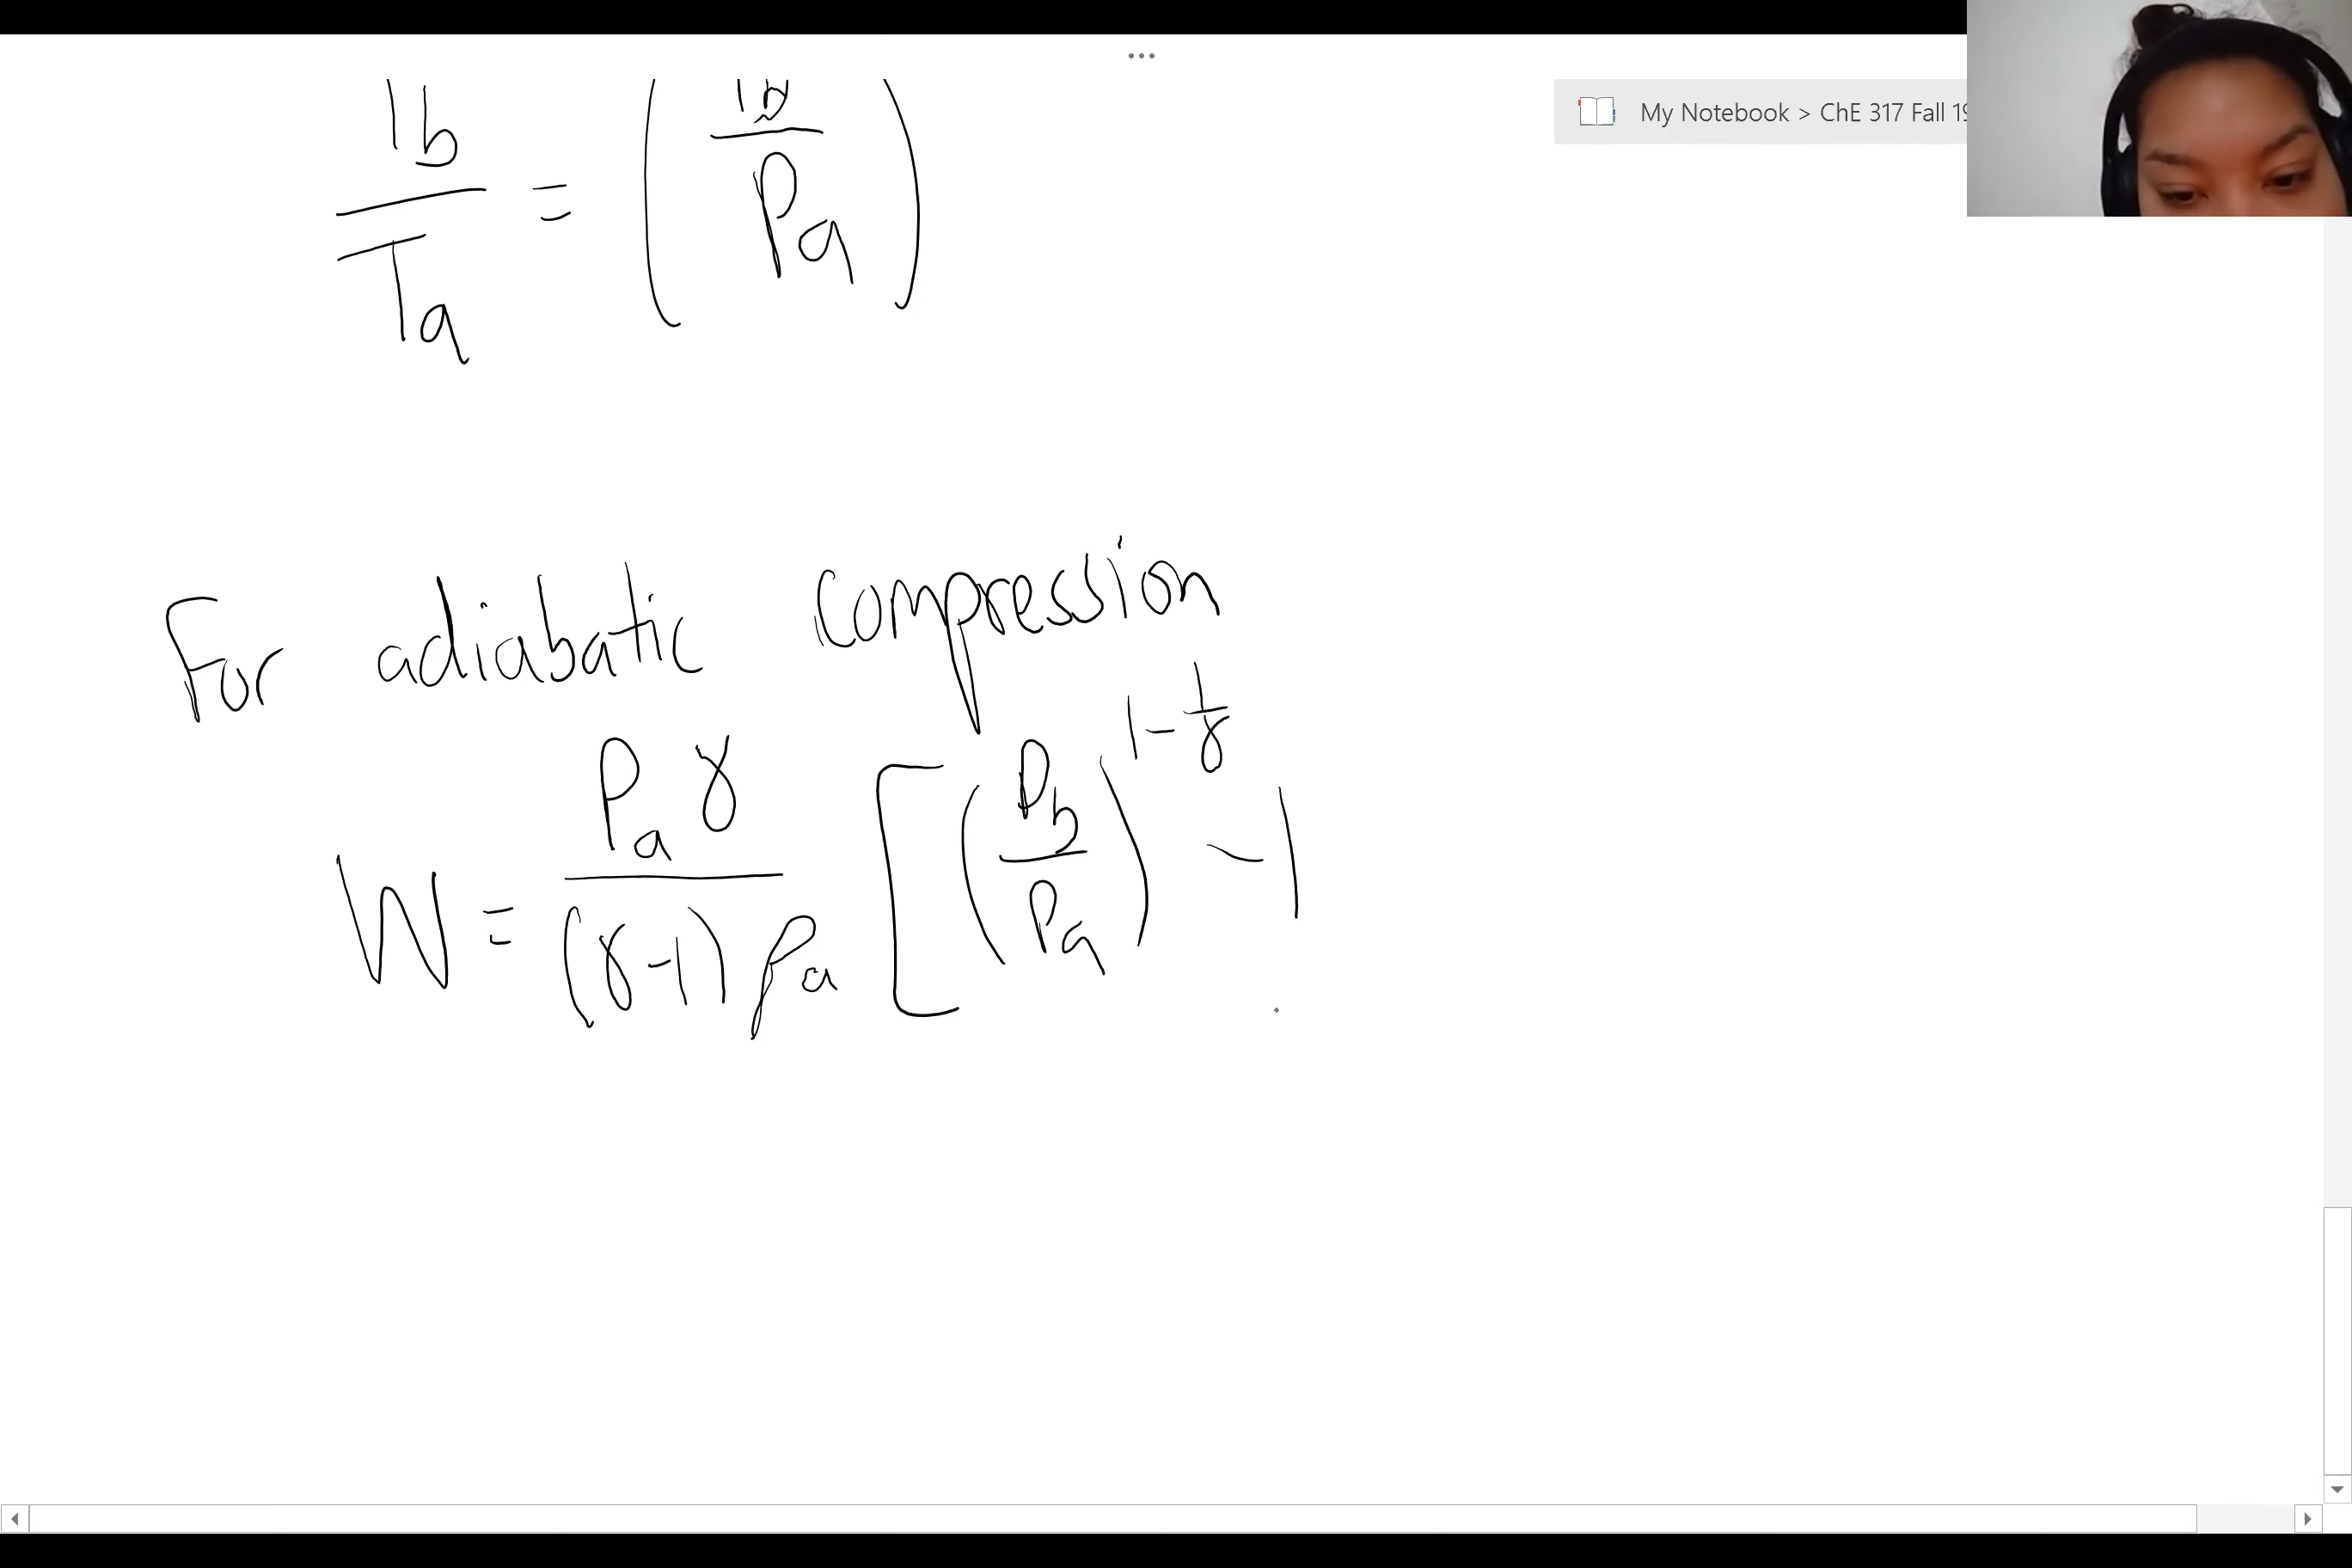 My Notebook > ChE 317 Fall 19
Tb / Ta = (Pb / Pa)
For adiabatic compression
W = Pa γ / (γ-1) ρa [(Pb / Pa)^1-1/γ - 1